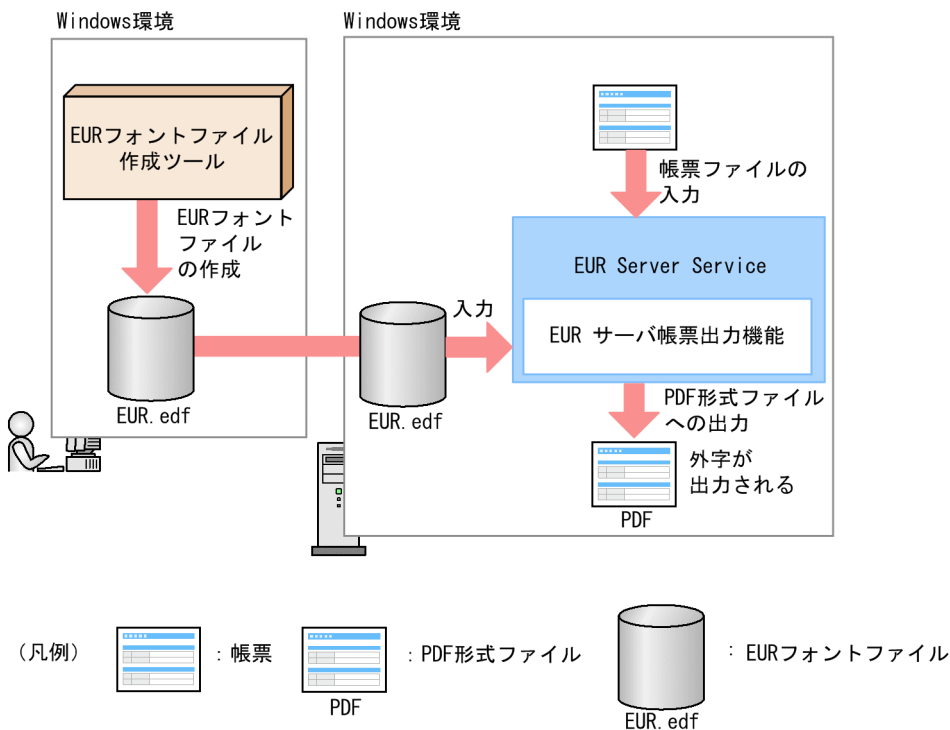 Windows環境
Windows環境
EURフォントファイル
作成ツール
EURフォント
ファイル
の作成
EUR.edf
帳票ファイルの
入力
EUR Server Service
EUR サーバ帳票出力機能
入力
EUR.edf
PDF形式ファイル
への出力
外字が
出力される
PDF
(凡例)
:帳票
PDF
:PDF形式ファイル
EUR.edf
:EURフォントファイル